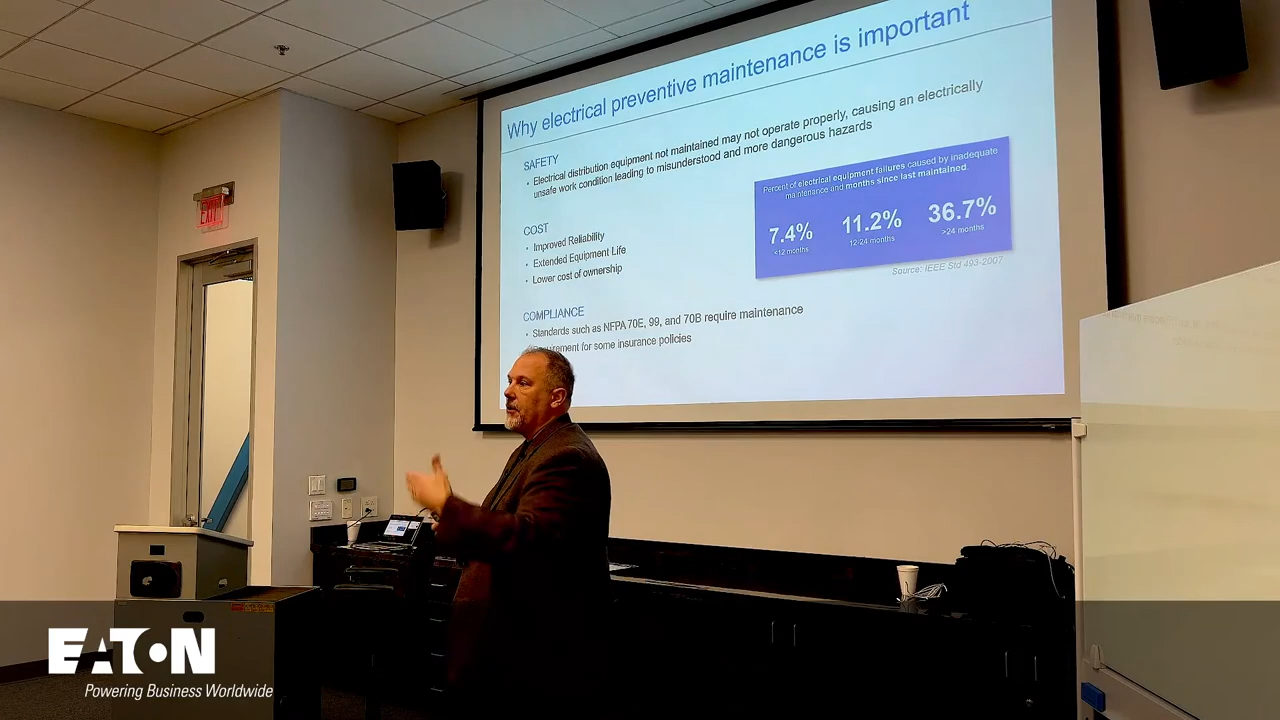 Why electrical preventive maintenance is important
SAFETY
• Electrical distribution equipment not maintained may not operate properly, causing an electrically
unsafe work condition leading to misunderstood and more dangerous hazards
Percent of electrical equipment failures caused by inadequate
maintenance and months since last maintained.
7.4% 11.2% 36.7%
<12 months 12-24 months >24 months
Source: IEEE Std 493-2007
COST
• Improved Reliability
• Extended Equipment Life
• Lower cost of ownership
COMPLIANCE
• Standards such as NFPA 70E, 99, and 70B require maintenance
for some insurance policies
EXIT
EATON
Powering Business Worldwide